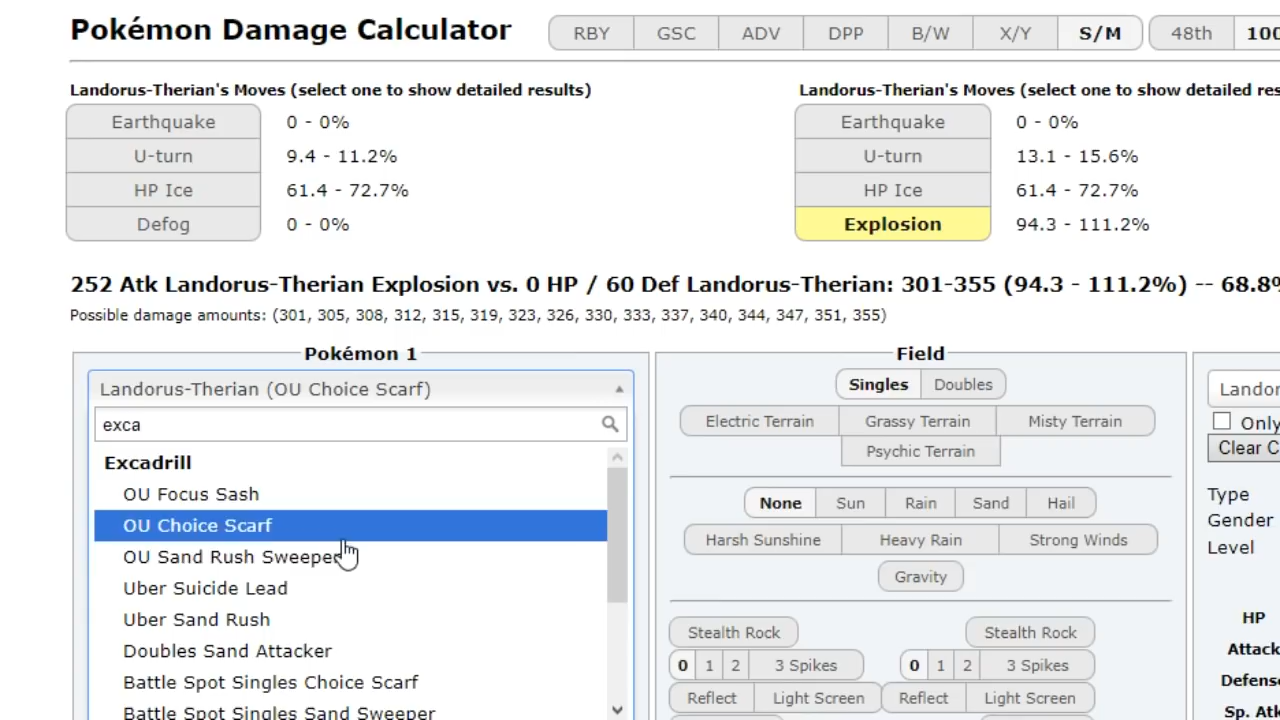 Pokémon Damage Calculator
RBY GSC ADV DPP B/W X/Y S/M 48th 100
Landorus-Therian's Moves (select one to show detailed results)
Earthquake 0 - 0%
U-turn 9.4 - 11.2%
HP Ice 61.4 - 72.7%
Defog 0 - 0%
Landorus-Therian's Moves (select one to show detailed res
Earthquake 0 - 0%
U-turn 13.1 - 15.6%
HP Ice 61.4 - 72.7%
Explosion 94.3 - 111.2%
252 Atk Landorus-Therian Explosion vs. 0 HP / 60 Def Landorus-Therian: 301-355 (94.3 - 111.2%) -- 68.8%
Possible damage amounts: (301, 305, 308, 312, 315, 319, 323, 326, 330, 333, 337, 340, 344, 347, 351, 355)
Pokémon 1
Landorus-Therian (OU Choice Scarf)
exca
Excadrill
OU Focus Sash
OU Choice Scarf
OU Sand Rush Sweeper
Uber Suicide Lead
Uber Sand Rush
Doubles Sand Attacker
Battle Spot Singles Choice Scarf
Battle Spot Singles Sand Sweeper
Field
Singles Doubles
Electric Terrain Grassy Terrain Misty Terrain
Psychic Terrain
None Sun Rain Sand Hail
Harsh Sunshine Heavy Rain Strong Winds
Gravity
Stealth Rock Stealth Rock
0 1 2 3 Spikes 0 1 2 3 Spikes
Reflect Light Screen Reflect Light Screen
Landor
Only
Clear C
Type
Gender
Level
HP
Attack
Defense
Sp. Atk